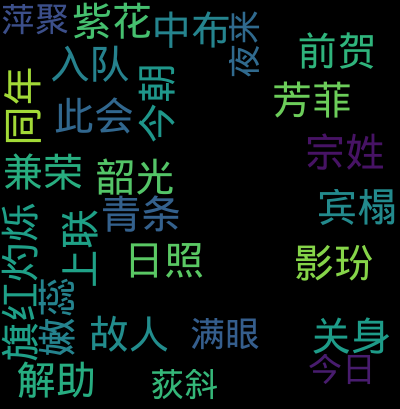 萍聚
紫花
中布
夜来
前贺
入队
同年
今朝
芳菲
此会
宗姓
兼荣
韶光
青条
宾榻
旗红灼烁
上联
日照
影玢
嫩蕊
故人
满眼
关身
今日
解助
荻斜